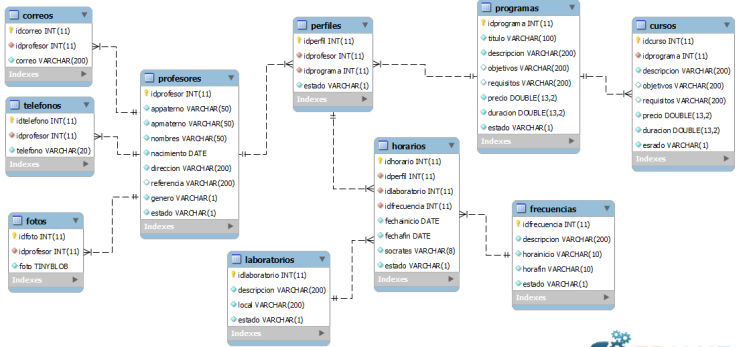 correos
idcorreo INT(11)
idprofesor INT(11)
correo VARCHAR(200)
Indexes
telefonos
idtelefono INT(11)
idprofesor INT(11)
telefono VARCHAR(20)
Indexes
fotos
idfoto INT(11)
idprofesor INT(11)
foto TINYBLOB
Indexes
profesores
idprofesor INT(11)
appaterno VARCHAR(50)
apmaterno VARCHAR(50)
nombres VARCHAR(50)
nacimiento DATE
direccion VARCHAR(200)
referencia VARCHAR(200)
genero VARCHAR(1)
estado VARCHAR(1)
Indexes
perfiles
idperfil INT(11)
idprofesor INT(11)
idprograma INT(11)
estado VARCHAR(1)
Indexes
programas
idprograma INT(11)
titulo VARCHAR(100)
descripcion VARCHAR(200)
objetivos VARCHAR(200)
requisitos VARCHAR(200)
precio DOUBLE(13,2)
duracion DOUBLE(13,2)
estado VARCHAR(1)
Indexes
cursos
idcurso INT(11)
idprograma INT(11)
descripcion VARCHAR(200)
objetivos VARCHAR(200)
requisitos VARCHAR(200)
precio DOUBLE(13,2)
duracion DOUBLE(13,2)
esrado VARCHAR(1)
Indexes
horarios
idhorario INT(11)
idperfil INT(11)
idlaboratorio INT(11)
idfrecuencia INT(11)
fechainicio DATE
fechafin DATE
socrates VARCHAR(8)
estado VARCHAR(1)
Indexes
frecuencias
idfrecuencia INT(11)
descripcion VARCHAR(200)
horainicio VARCHAR(10)
horafin VARCHAR(10)
estado VARCHAR(1)
Indexes
laboratorios
idlaboratorio INT(11)
descripcion VARCHAR(200)
local VARCHAR(200)
estado VARCHAR(1)
Indexes